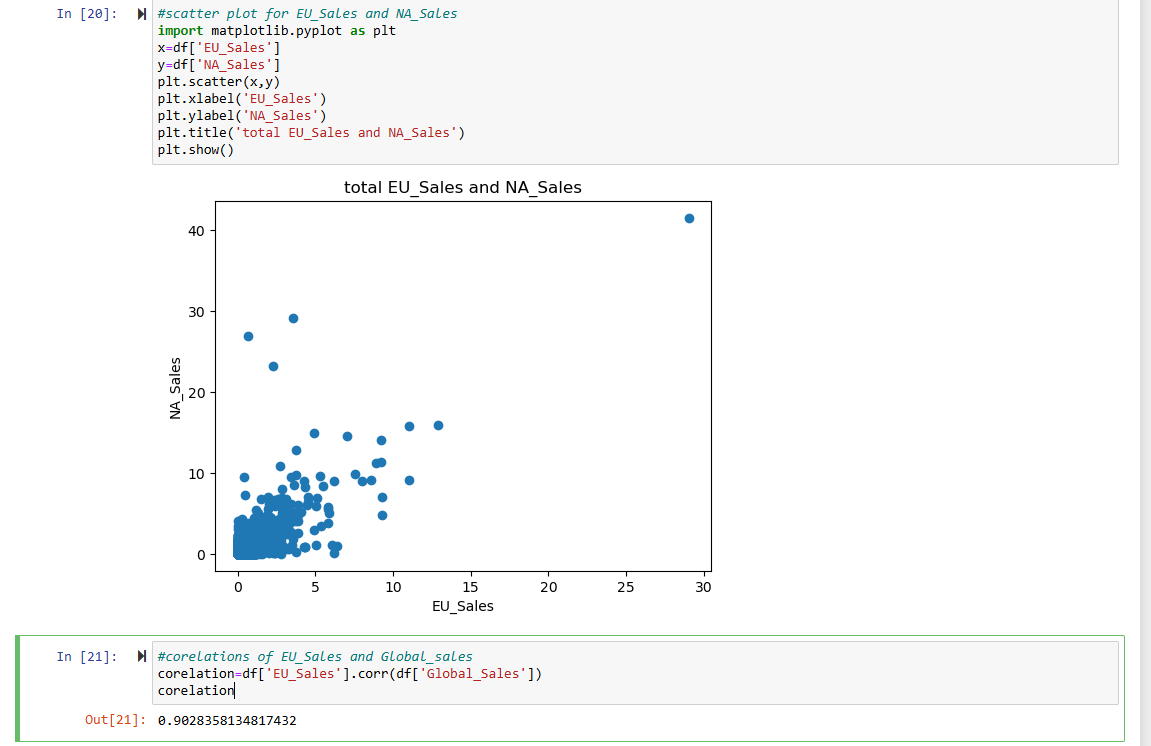 In [20]: #scatter plot for EU_Sales and NA_Sales
import matplotlib.pyplot as plt
x=df['EU_Sales']
y=df['NA_Sales']
plt.scatter(x,y)
plt.xlabel('EU_Sales')
plt.ylabel('NA_Sales')
plt.title('total EU_Sales and NA_Sales')
plt.show()
total EU_Sales and NA_Sales
40
30
20
10
0
NA_Sales
0 5 10 15 20 25 30
EU_Sales
In [21]: #corelations of EU_Sales and Global_sales
corelation=df['EU_Sales'].corr(df['Global_Sales'])
corelation
Out[21]: 0.9028358134817432